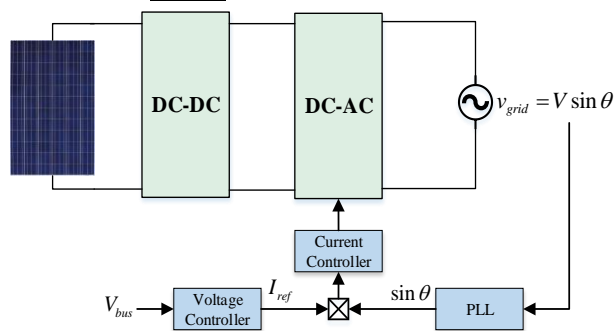 DC-DC
DC-AC
v_grid = V sin θ
Current
Controller
V_bus
Voltage
Controller
I_ref
sin θ
PLL